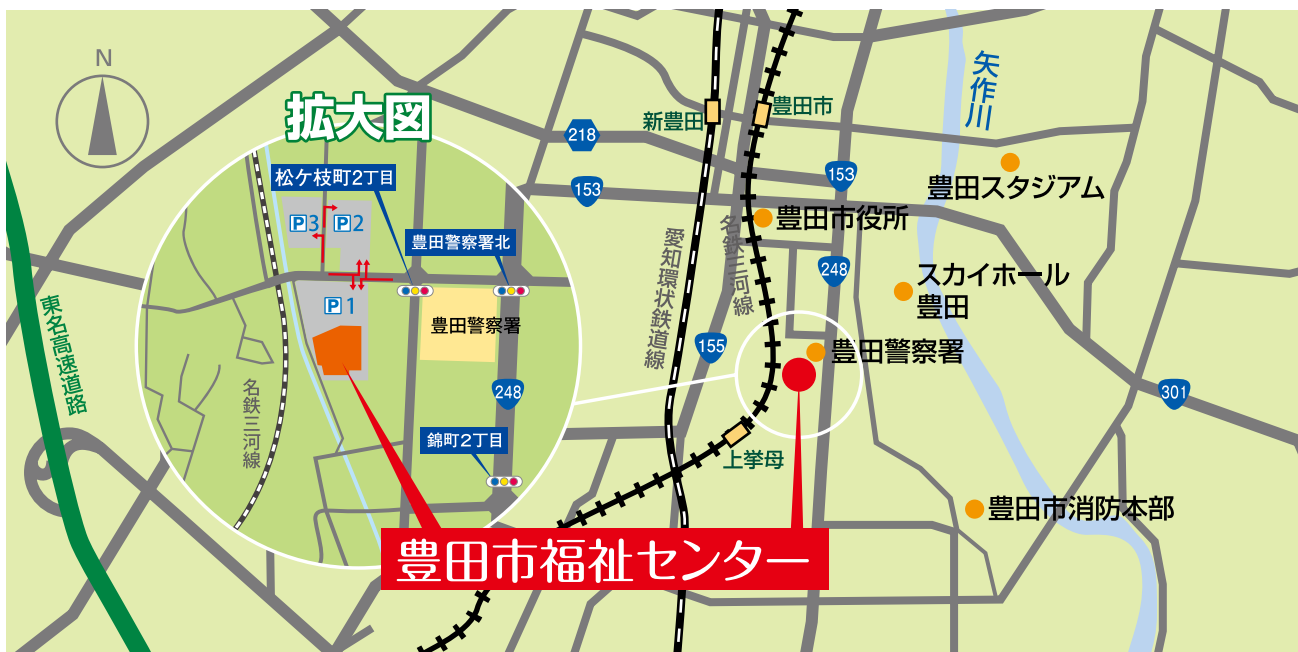 N
拡大図
松ケ枝町2丁目
P3
P2
豊田警察署北
P1
豊田警察署
名鉄三河線
248
錦町2丁目
東名高速道路
豊田市福祉センター
218
153
新豊田
豊田市
153
矢作川
豊田スタジアム
豊田市役所
愛知環状鉄道線
名鉄三河線
248
スカイホール
豊田
155
豊田警察署
301
上挙母
豊田市消防本部